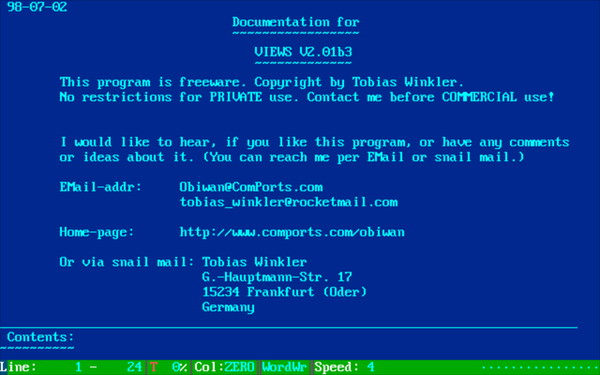 98-07-02
Documentation for
~~~~~~~~~~~~~~~~~
VIEWS V2.01b3
~~~~~~~~~~~~~
This program is freeware. Copyright by Tobias Winkler.
No restrictions for PRIVATE use. Contact me before COMMERCIAL use!
I would like to hear, if you like this program, or have any comments
or ideas about it. (You can reach me per EMail or snail mail.)
EMail-addr: Obiwan@ComPorts.com
tobias_winkler@rocketmail.com
Home-page: http://www.comports.com/obiwan
Or via snail mail: Tobias Winkler
G.-Hauptmann-Str. 17
15234 Frankfurt (Oder)
Germany
Contents:
~~~~~~~~~~
Line: 1 - 24 T 0% Col:ZERO WordWr Speed: 4